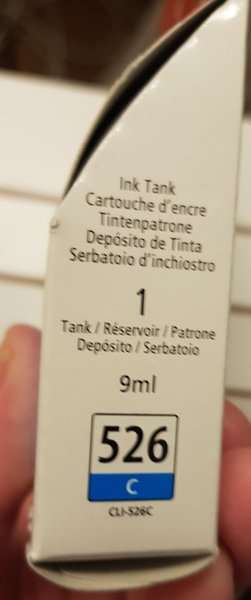 Ink Tank
Cartouche d'encre
Tintenpatrone
Depósito de Tinta
Serbatoio d'inchiostro
1
Tank / Réservoir / Patrone
Depósito / Serbatoio
9ml
526
C
CLI-526C